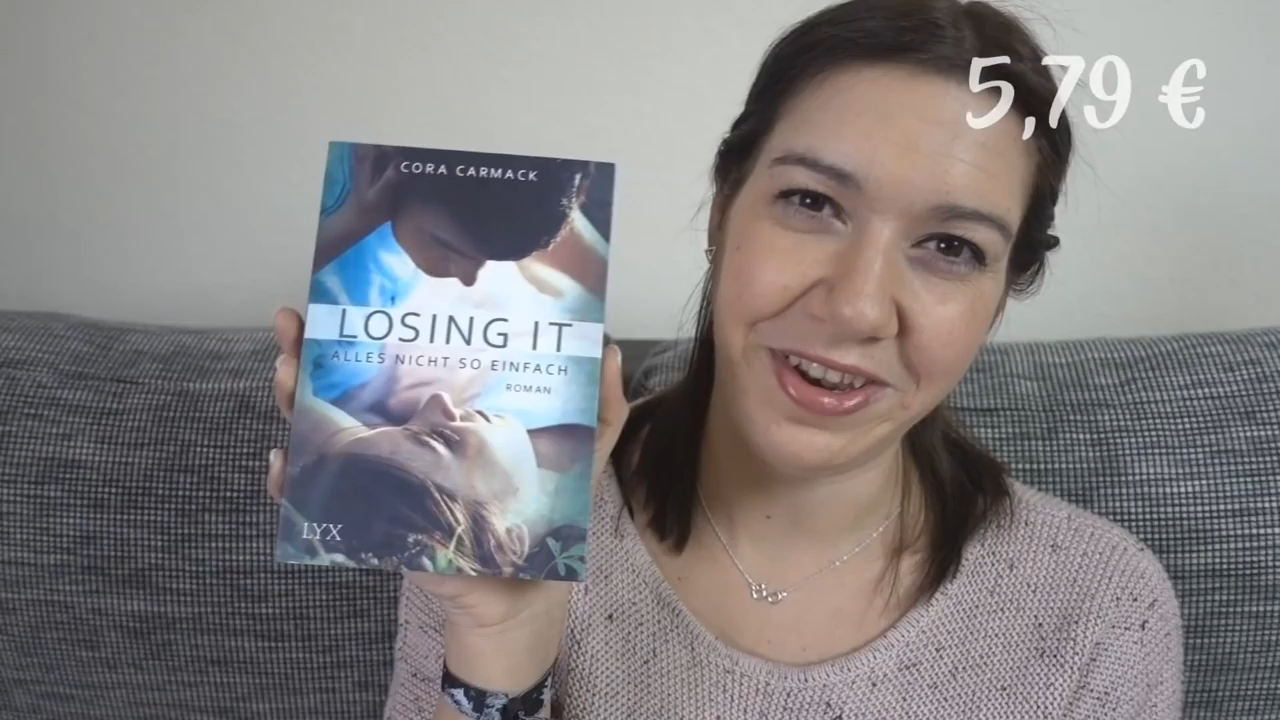 5,79 €
CORA CARMACK
LOSING IT
ALLES NICHT SO EINFACH
ROMAN
LYX